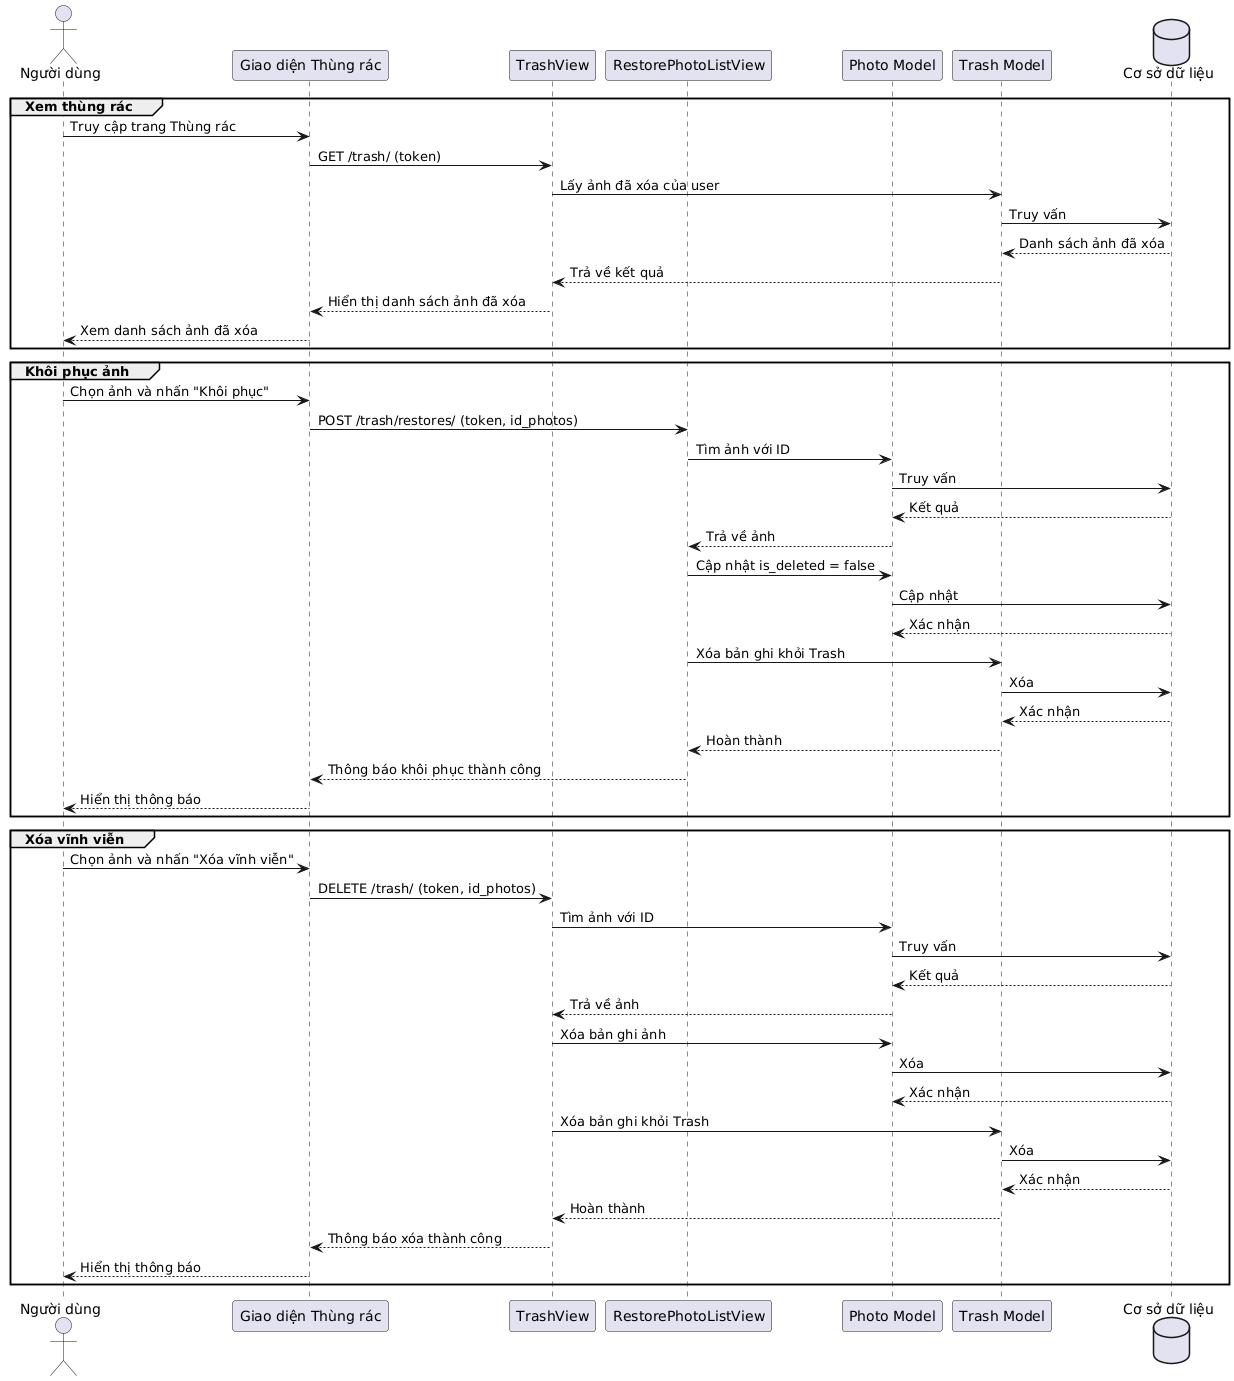 Người dùng
Giao diện Thùng rác
TrashView
RestorePhotoListView
Photo Model
Trash Model
Cơ sở dữ liệu
Xem thùng rác
Truy cập trang Thùng rác
GET /trash/ (token)
Lấy ảnh đã xóa của user
Truy vấn
Danh sách ảnh đã xóa
Trả về kết quả
Hiển thị danh sách ảnh đã xóa
Xem danh sách ảnh đã xóa
Khôi phục ảnh
Chọn ảnh và nhấn "Khôi phục"
POST /trash/restores/ (token, id_photos)
Tìm ảnh với ID
Truy vấn
Kết quả
Trả về ảnh
Cập nhật is_deleted = false
Cập nhật
Xác nhận
Xóa bản ghi khỏi Trash
Xóa
Xác nhận
Hoàn thành
Thông báo khôi phục thành công
Hiển thị thông báo
Xóa vĩnh viễn
Chọn ảnh và nhấn "Xóa vĩnh viễn"
DELETE /trash/ (token, id_photos)
Tìm ảnh với ID
Truy vấn
Kết quả
Trả về ảnh
Xóa bản ghi ảnh
Xóa
Xác nhận
Xóa bản ghi khỏi Trash
Xóa
Xác nhận
Hoàn thành
Thông báo xóa thành công
Hiển thị thông báo
Người dùng
Giao diện Thùng rác
TrashView
RestorePhotoListView
Photo Model
Trash Model
Cơ sở dữ liệu